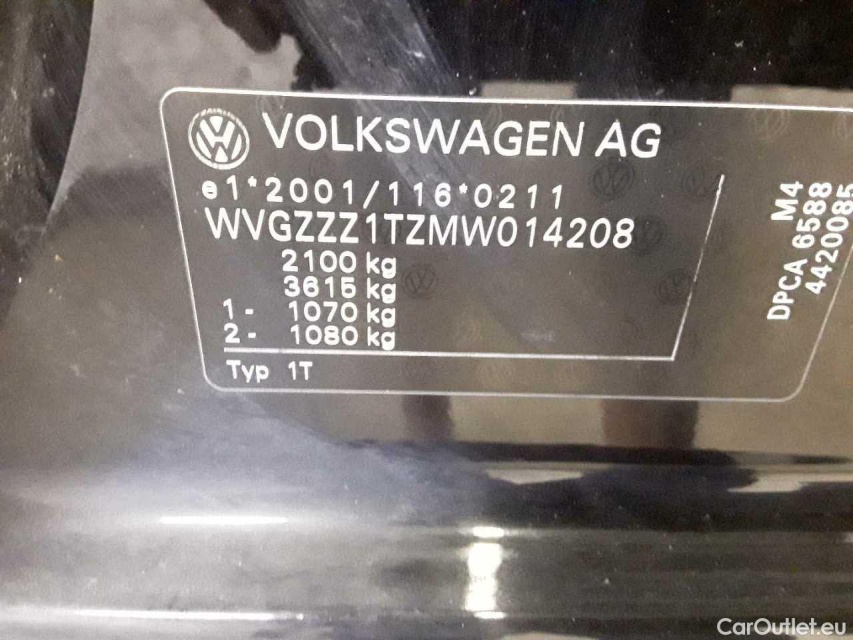 VOLKSWAGEN AG
e1*2001/116*0211
WVGZZZ1TZMW014208
2100 kg
3615 kg
1- 1070 kg
2- 1080 kg
Typ 1T
M4
DPCA 6588
4420085
CarOutlet.eu